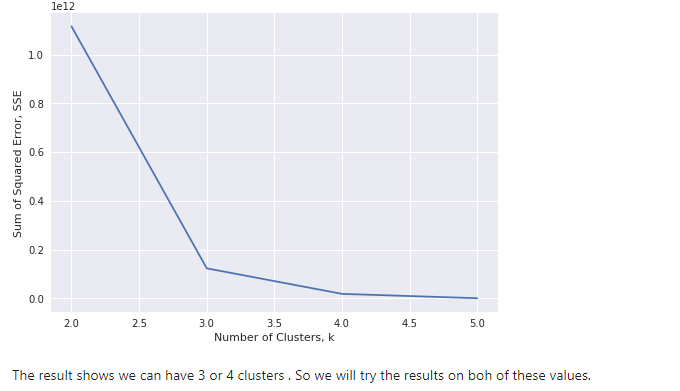 1e12
1.0
0.8
0.6
0.4
0.2
0.0
Sum of Squared Error, SSE
2.0 2.5 3.0 3.5 4.0 4.5 5.0
Number of Clusters, k
The result shows we can have 3 or 4 clusters . So we will try the results on boh of these values.